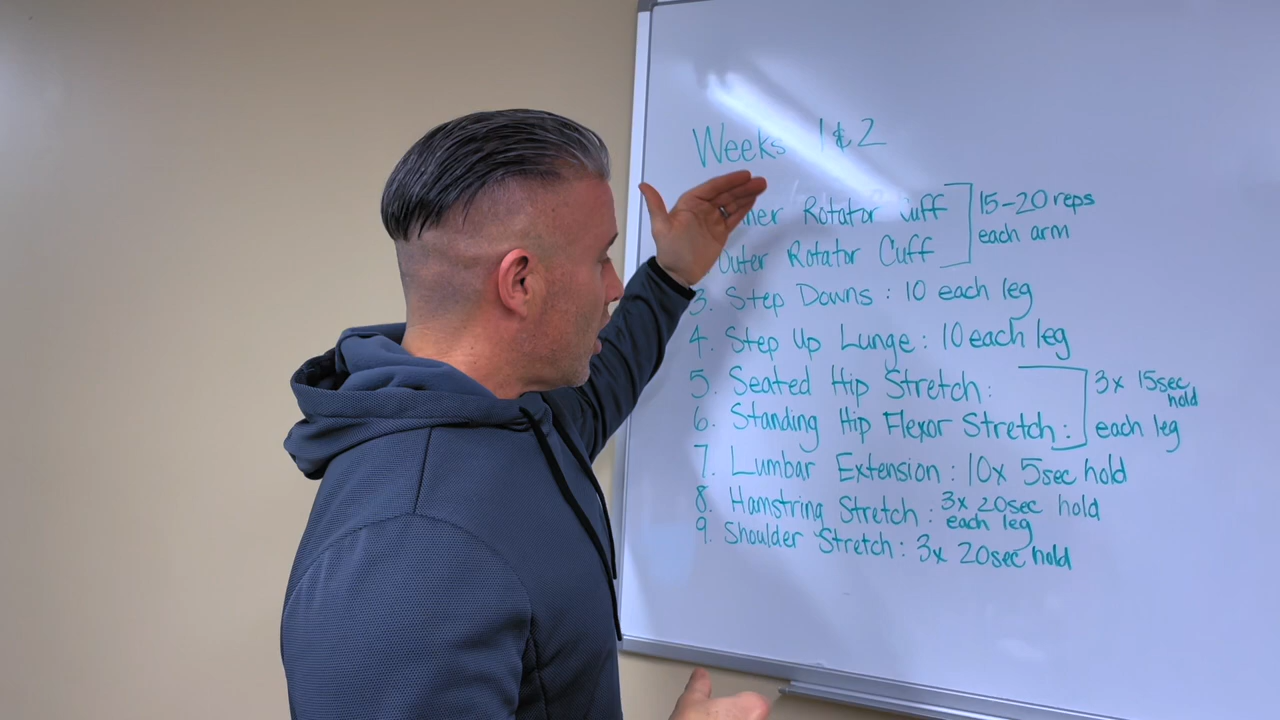 Weeks 1 & 2
Rotator Cuff ] 15-20 reps
Outer Rotator Cuff ] each arm
3. Step Downs : 10 each leg
4. Step Up Lunge : 10 each leg
5. Seated Hip Stretch : ] 3x 15sec hold
6. Standing Hip Flexor Stretch : ] each leg
7. Lumbar Extension : 10x 5sec hold
8. Hamstring Stretch : 3x 20sec hold
each leg
9. Shoulder Stretch : 3x 20sec hold